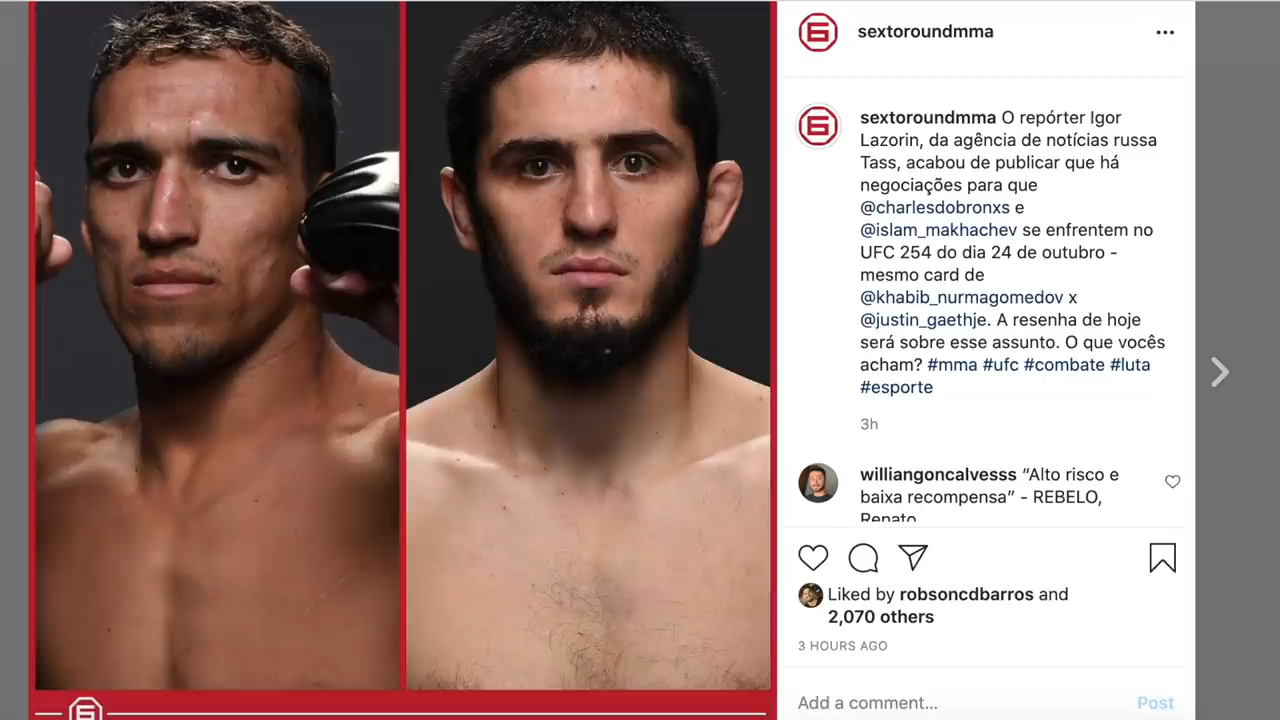 sextoroundmma
sextoroundmma O repórter Igor
Lazorin, da agência de notícias russa
Tass, acabou de publicar que há
negociações para que
@charlesdobronxs e
@islam_makhachev se enfrentem no
UFC 254 do dia 24 de outubro -
mesmo card de
@khabib_nurmagomedov x
@justin_gaethje. A resenha de hoje
será sobre esse assunto. O que vocês
acham? #mma #ufc #combate #luta
#esporte
3h
williangoncalvesss “Alto risco e
baixa recompensa” - REBELO,
Renato
Liked by robsoncdbarros and
2,070 others
3 HOURS AGO
Add a comment... Post